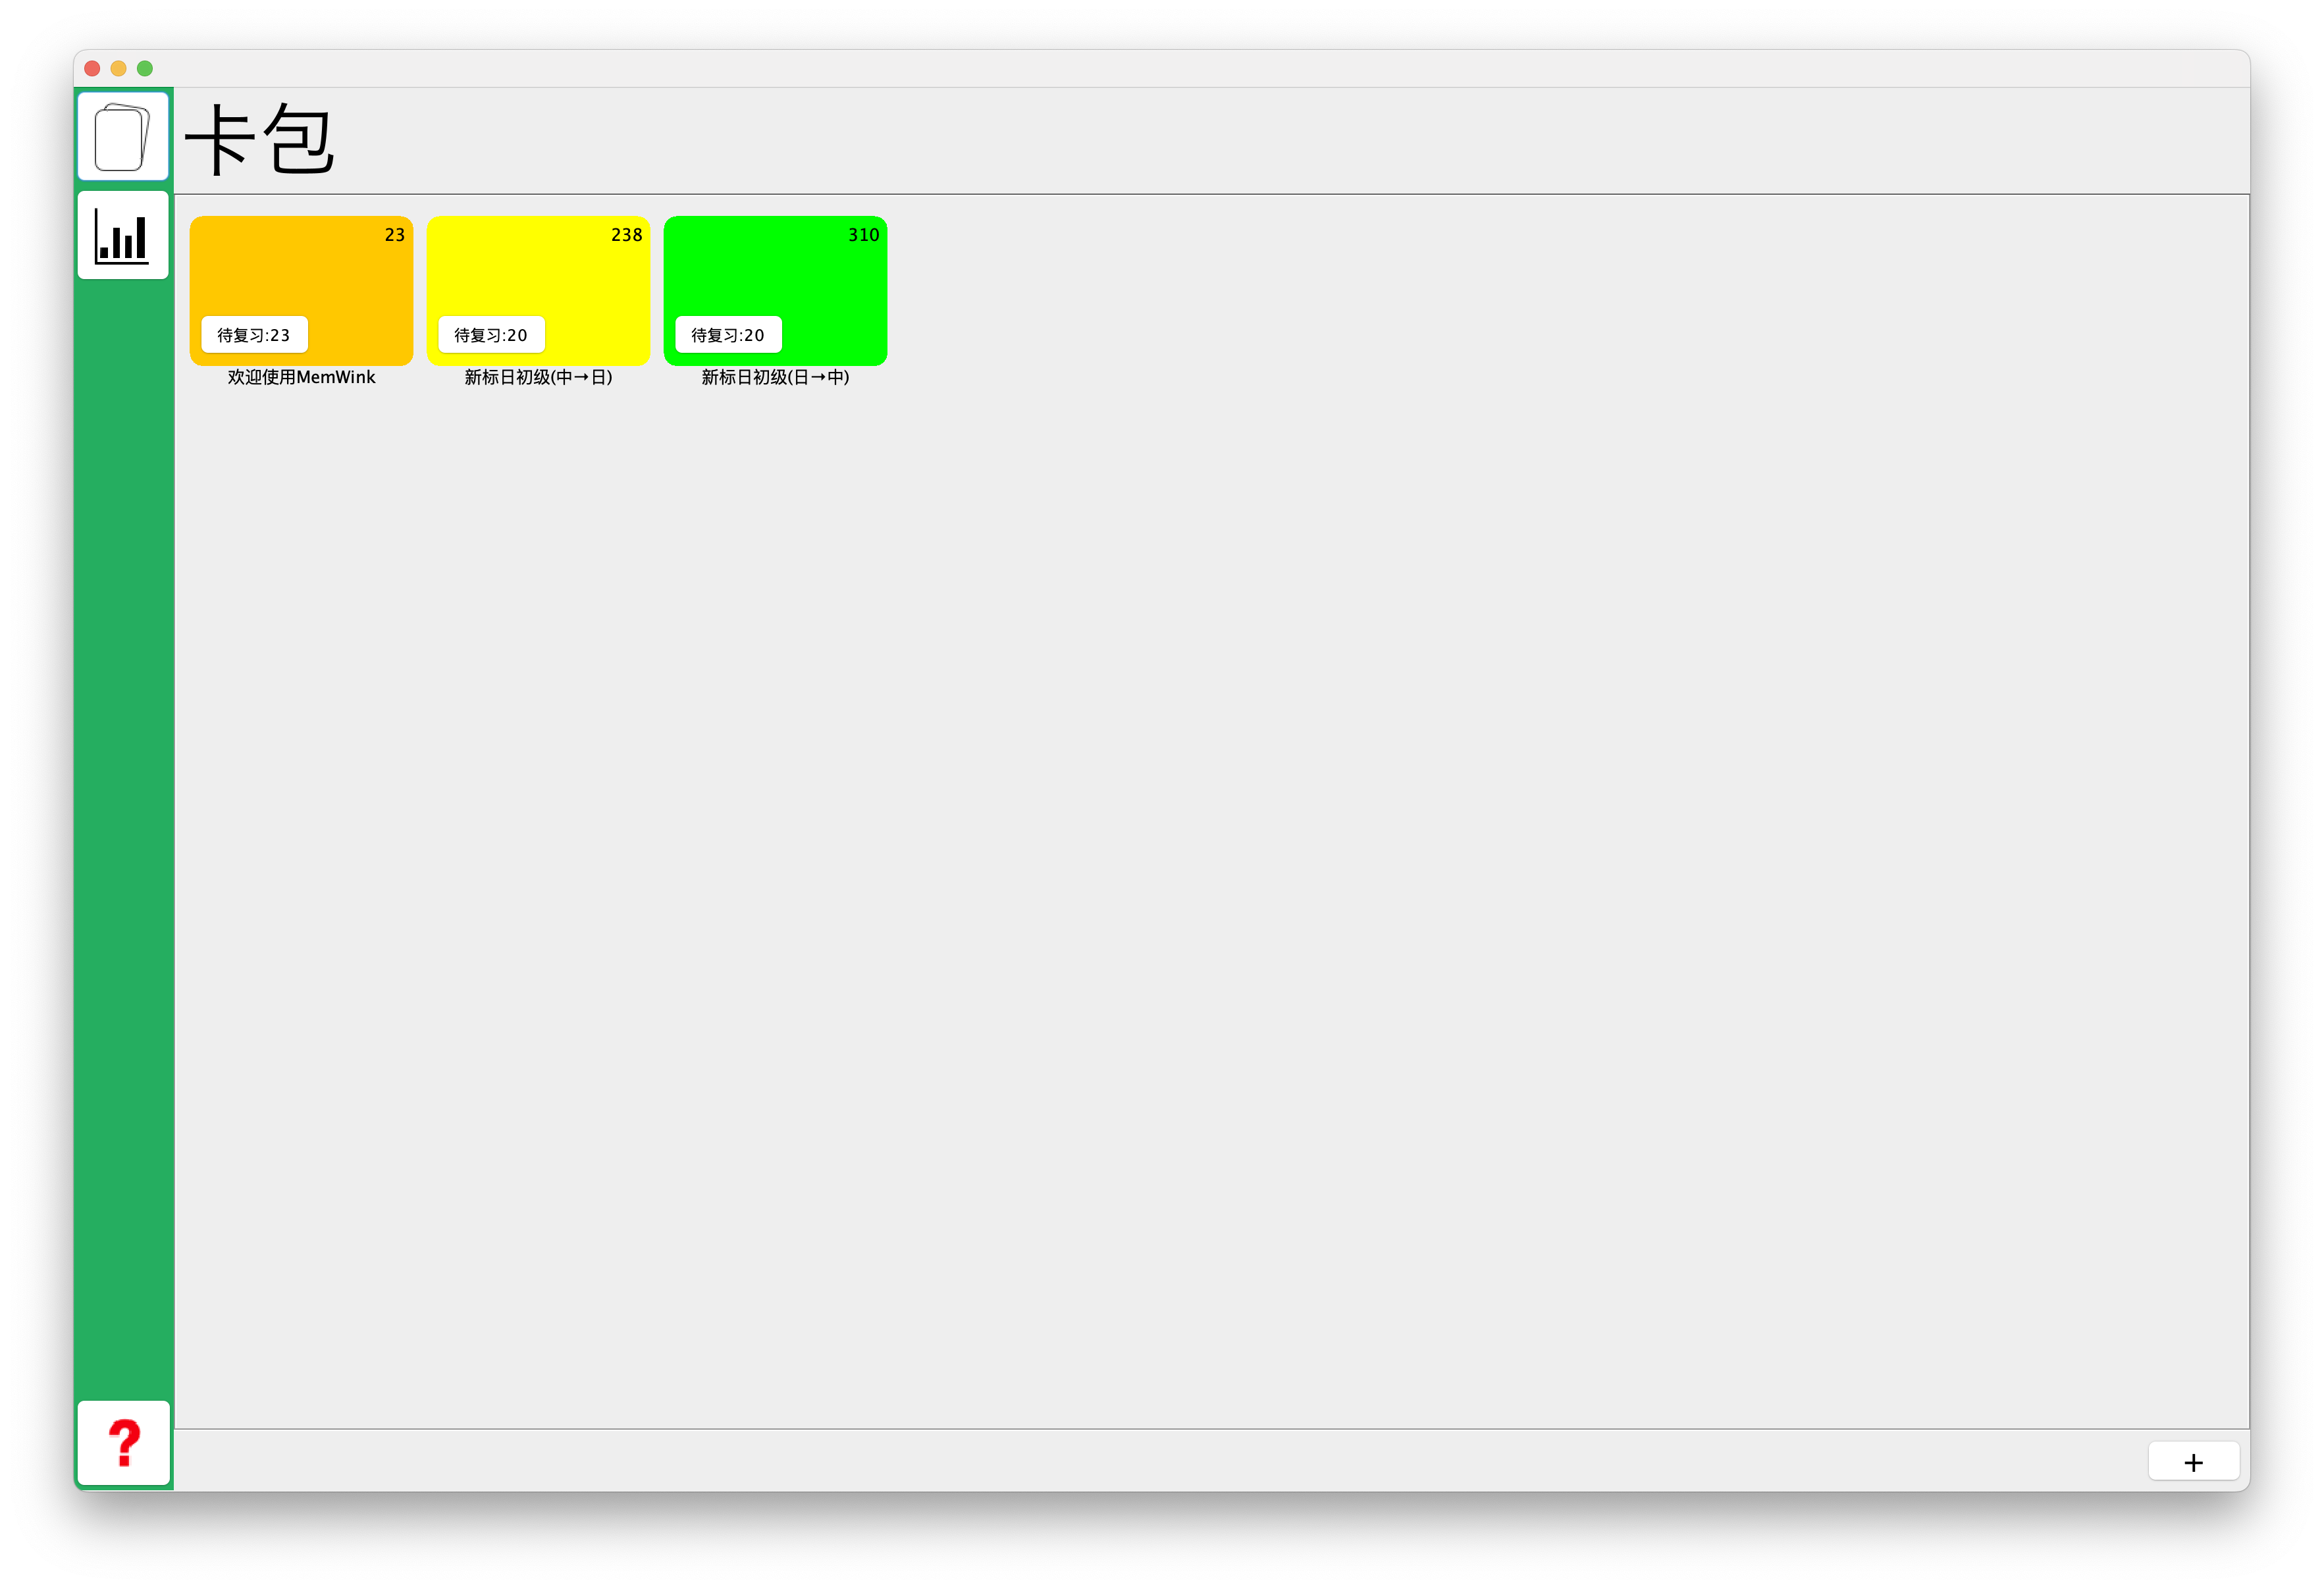 卡包
23
待复习:23
欢迎使用MemWink
238
待复习:20
新标日初级(中→日)
310
待复习:20
新标日初级(日→中)
?
+